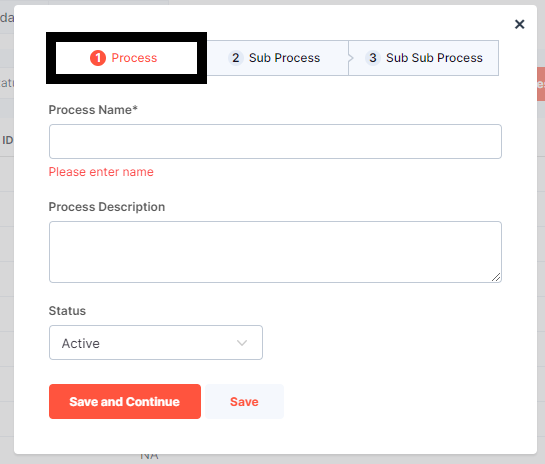 da
×
1 Process
2 Sub Process
3 Sub Sub Process
atu
es
Process Name*
ID
Please enter name
Process Description
Status
Active
Save and Continue
Save
NA